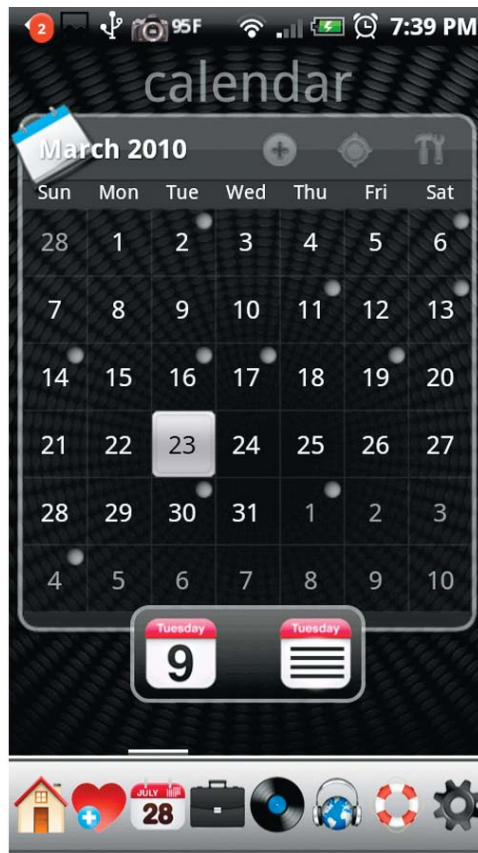 2 95F 7:39 PM
calendar
March 2010
Sun Mon Tue Wed Thu Fri Sat
28 1 2 3 4 5 6
7 8 9 10 11 12 13
14 15 16 17 18 19 20
21 22 23 24 25 26 27
28 29 30 31 1 2 3
4 5 6 7 8 9 10
Tuesday Tuesday
9
JULY
28